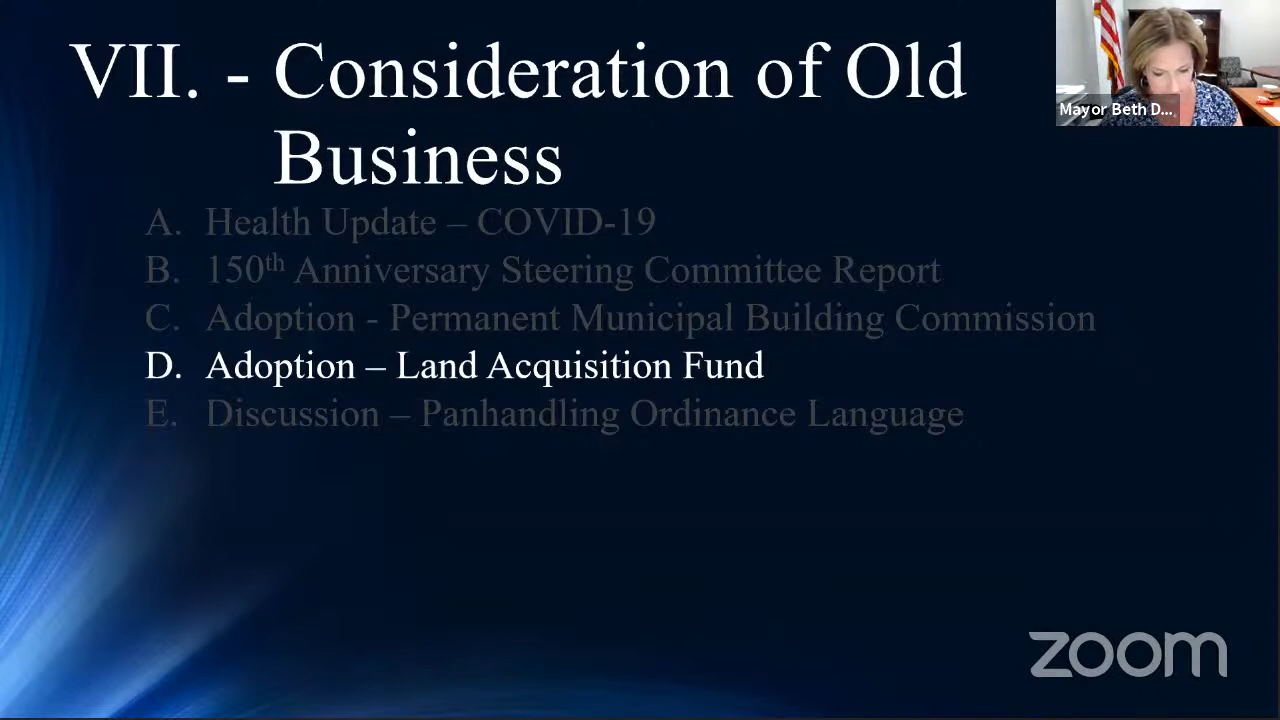 VII. - Consideration of Old
Business
Mayor Beth D...
A. Health Update – COVID-19
B. 150th Anniversary Steering Committee Report
C. Adoption - Permanent Municipal Building Commission
D. Adoption – Land Acquisition Fund
E. Discussion – Panhandling Ordinance Language
zoom